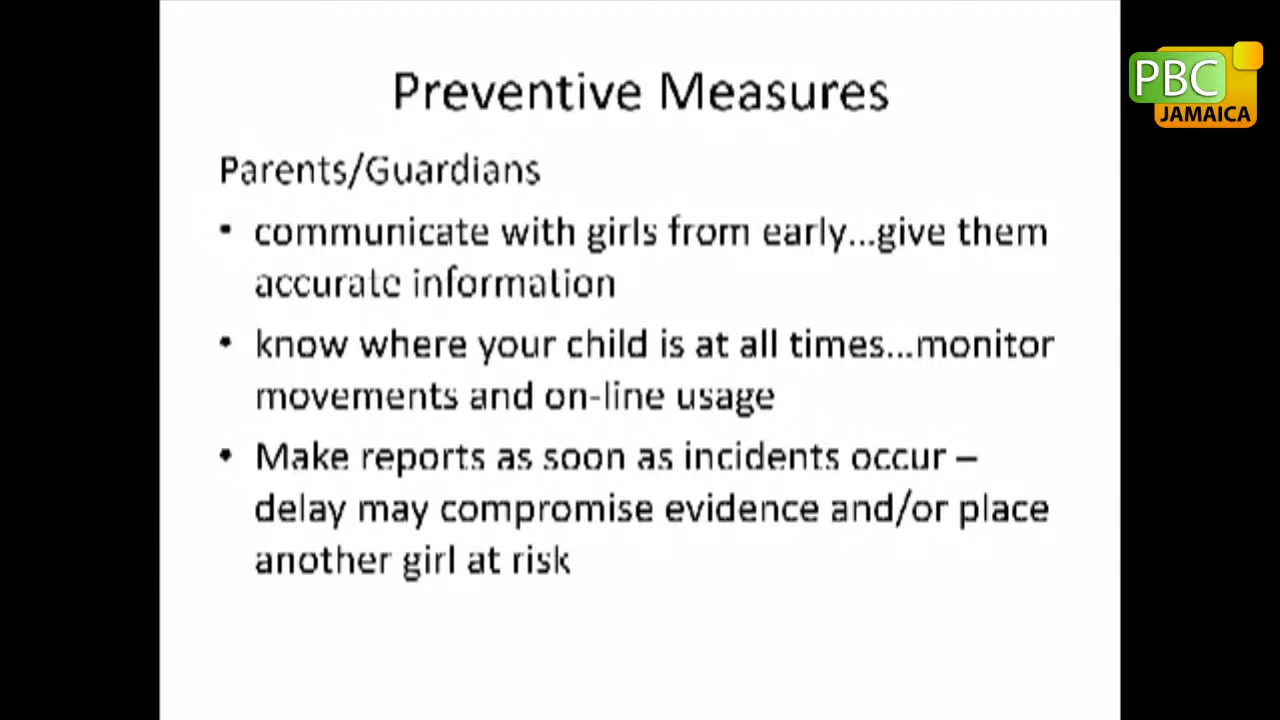 Preventive Measures
PBC
JAMAICA
Parents/Guardians
• communicate with girls from early...give them
accurate information
• know where your child is at all times...monitor
movements and on-line usage
• Make reports as soon as incidents occur –
delay may compromise evidence and/or place
another girl at risk